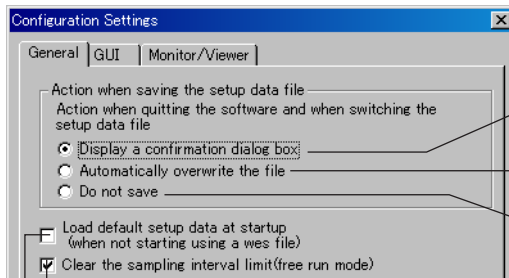 Configuration Settings
General GUI Monitor/Viewer
Action when saving the setup data file
Action when quitting the software and when switching the
setup data file
Display a confirmation dialog box
Automatically overwrite the file
Do not save
Load default setup data at startup
(when not starting using a wes file)
Clear the sampling interval limit(free run mode)